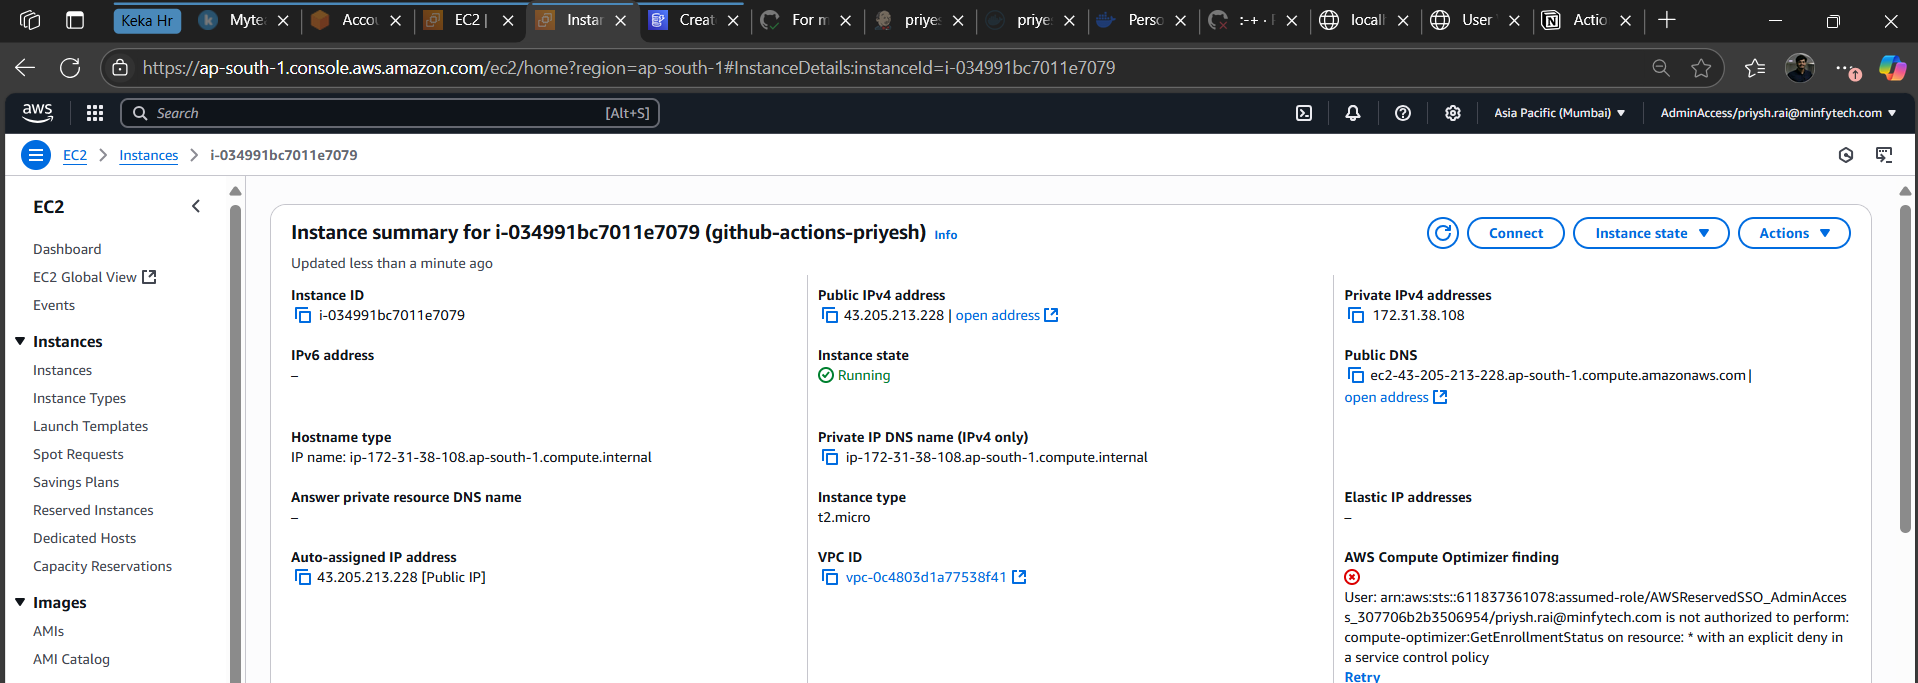 Keka Hr
Myte
Accou
EC2 |
Instan
Creat
For m
priyes
priye
Perso
:-+ · F
locall
User
Actio
https://ap-south-1.console.aws.amazon.com/ec2/home?region=ap-south-1#InstanceDetails:instanceId=i-034991bc7011e7079
aws
Search
[Alt+S]
Asia Pacific (Mumbai)
AdminAccess/priysh.rai@minfytech.com
EC2 > Instances > i-034991bc7011e7079
EC2
Dashboard
EC2 Global View
Events
Instances
Instances
Instance Types
Launch Templates
Spot Requests
Savings Plans
Reserved Instances
Dedicated Hosts
Capacity Reservations
Images
AMIs
AMI Catalog
Instance summary for i-034991bc7011e7079 (github-actions-priyesh) Info
Updated less than a minute ago
Connect
Instance state
Actions
Instance ID
i-034991bc7011e7079
Public IPv4 address
43.205.213.228 | open address
Private IPv4 addresses
172.31.38.108
IPv6 address
–
Instance state
Running
Public DNS
ec2-43-205-213-228.ap-south-1.compute.amazonaws.com |
open address
Hostname type
IP name: ip-172-31-38-108.ap-south-1.compute.internal
Private IP DNS name (IPv4 only)
ip-172-31-38-108.ap-south-1.compute.internal
Answer private resource DNS name
–
Instance type
t2.micro
Elastic IP addresses
–
Auto-assigned IP address
43.205.213.228 [Public IP]
VPC ID
vpc-0c4803d1a77538f41
AWS Compute Optimizer finding
User: arn:aws:sts::611837361078:assumed-role/AWSReservedSSO_AdminAcces
s_307706b2b3506954/priysh.rai@minfytech.com is not authorized to perform:
compute-optimizer:GetEnrollmentStatus on resource: * with an explicit deny in
a service control policy
Retry